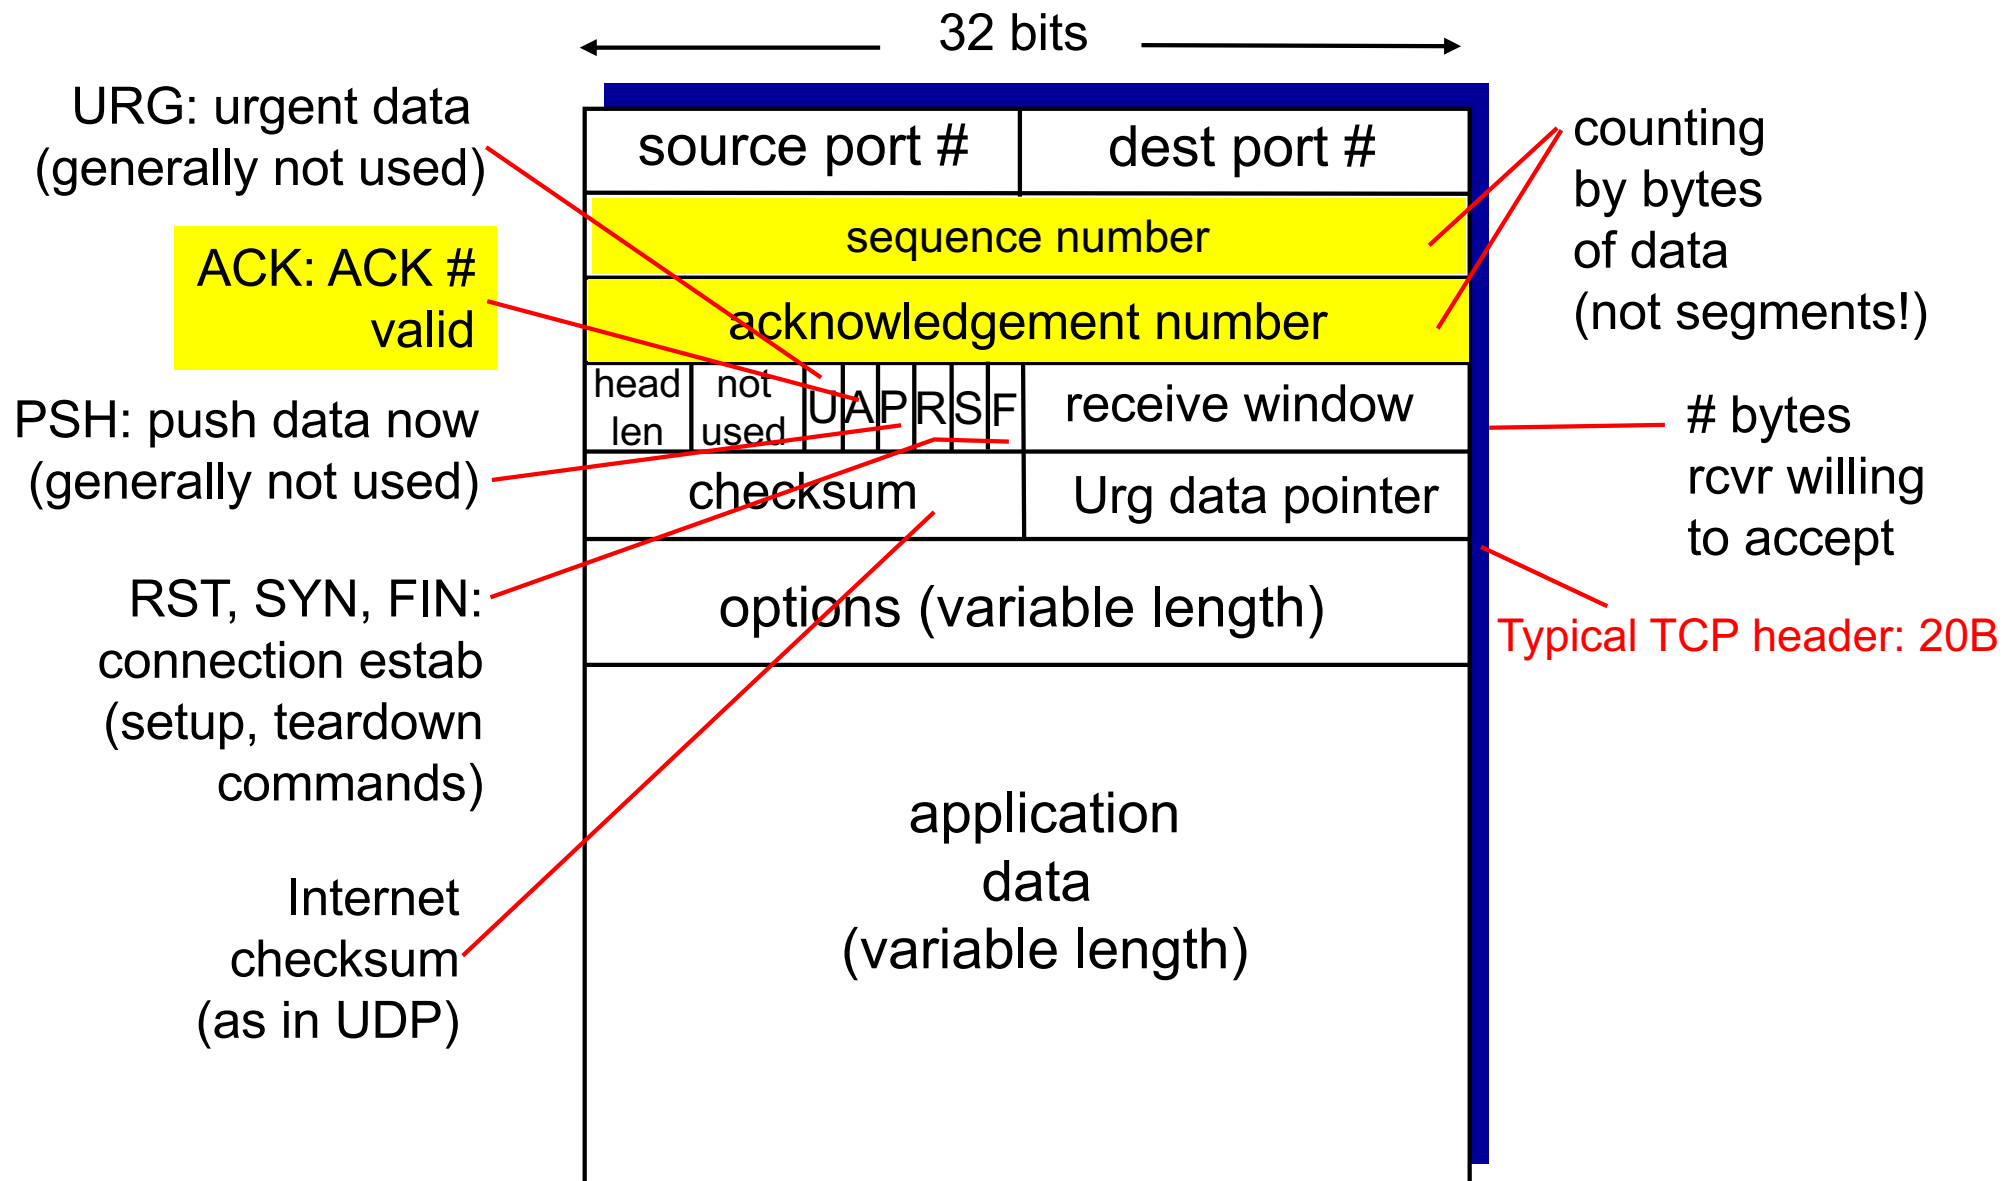 32 bits
URG: urgent data
(generally not used)
ACK: ACK #
valid
PSH: push data now
(generally not used)
RST, SYN, FIN:
connection estab
(setup, teardown
commands)
Internet
checksum
(as in UDP)
source port #
dest port #
sequence number
acknowledgement number
head
len
not
used
U A P R S F
receive window
checksum
Urg data pointer
options (variable length)
application
data
(variable length)
counting
by bytes
of data
(not segments!)
# bytes
rcvr willing
to accept
Typical TCP header: 20B